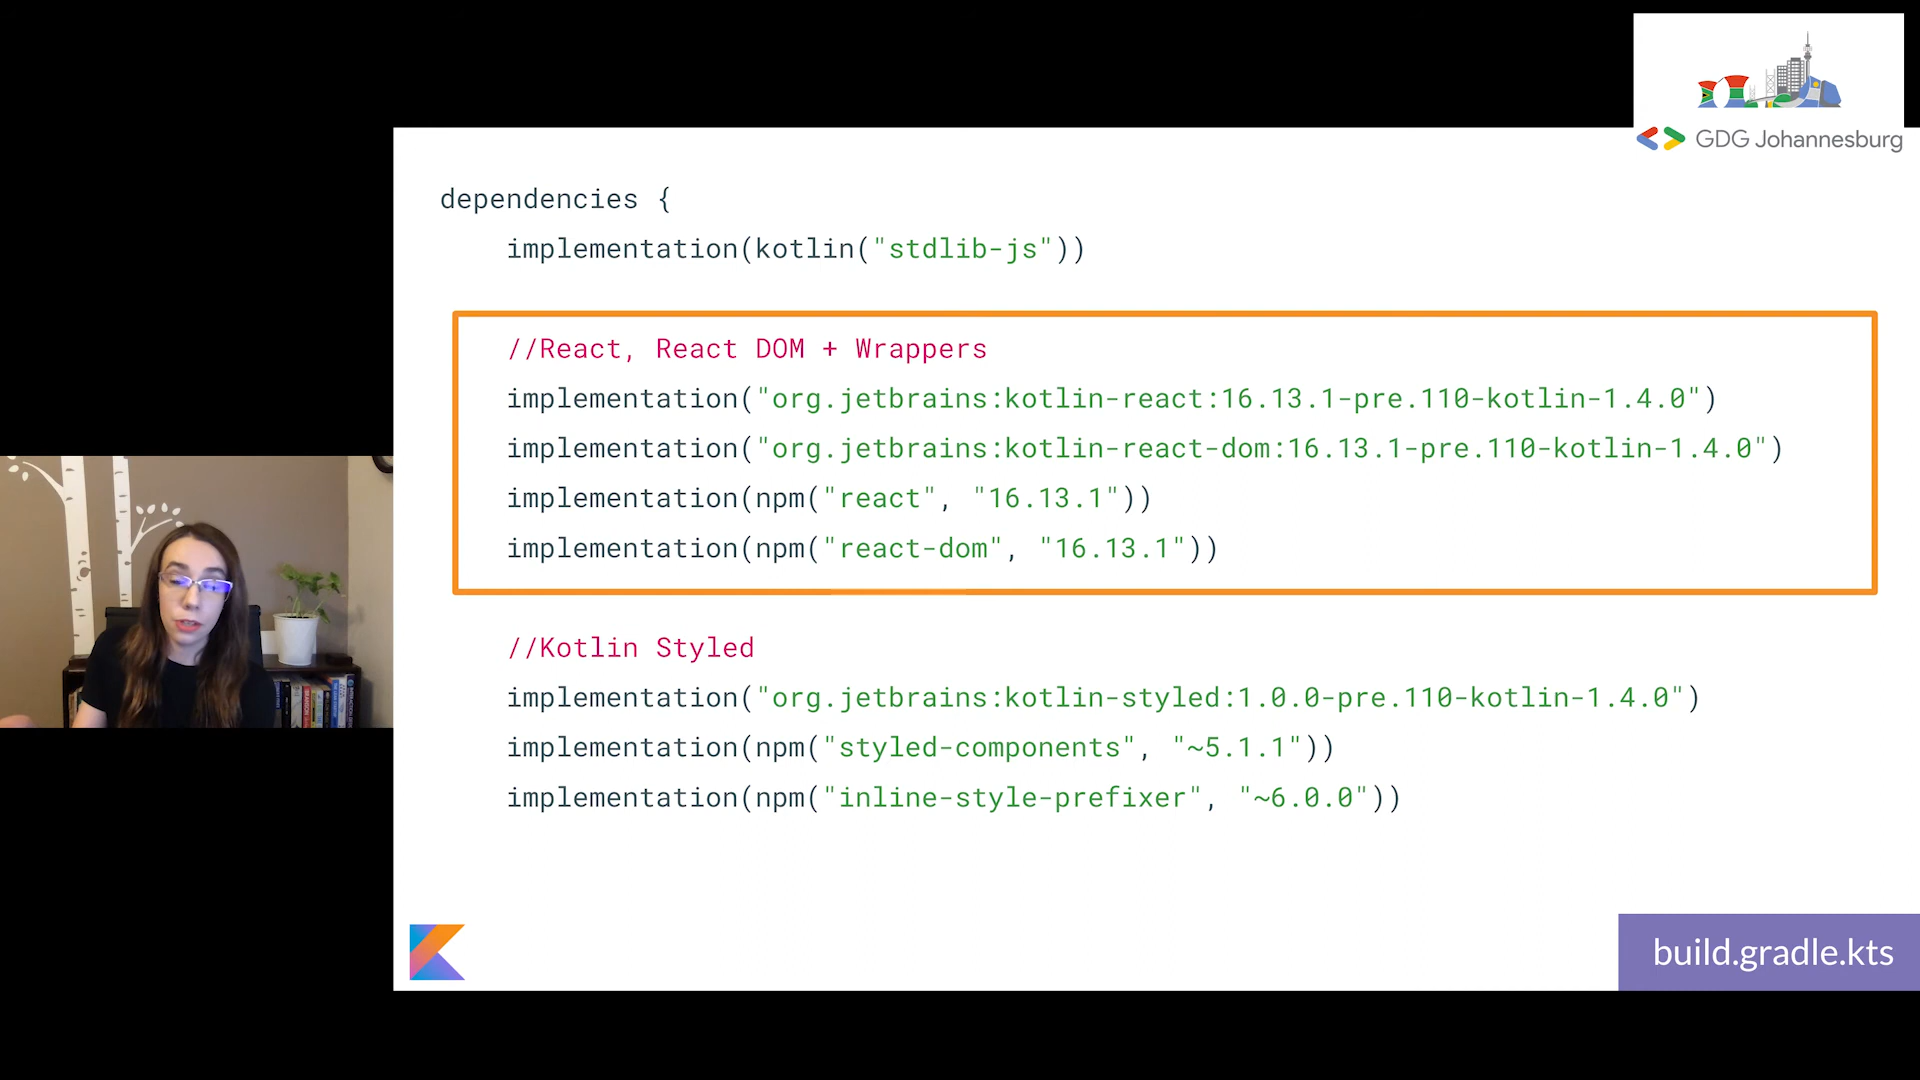 GDG Johannesburg
dependencies {
implementation(kotlin("stdlib-js"))
//React, React DOM + Wrappers
implementation("org.jetbrains:kotlin-react:16.13.1-pre.110-kotlin-1.4.0")
implementation("org.jetbrains:kotlin-react-dom:16.13.1-pre.110-kotlin-1.4.0")
implementation(npm("react", "16.13.1"))
implementation(npm("react-dom", "16.13.1"))
//Kotlin Styled
implementation("org.jetbrains:kotlin-styled:1.0.0-pre.110-kotlin-1.4.0")
implementation(npm("styled-components", "~5.1.1"))
implementation(npm("inline-style-prefixer", "~6.0.0"))
build.gradle.kts